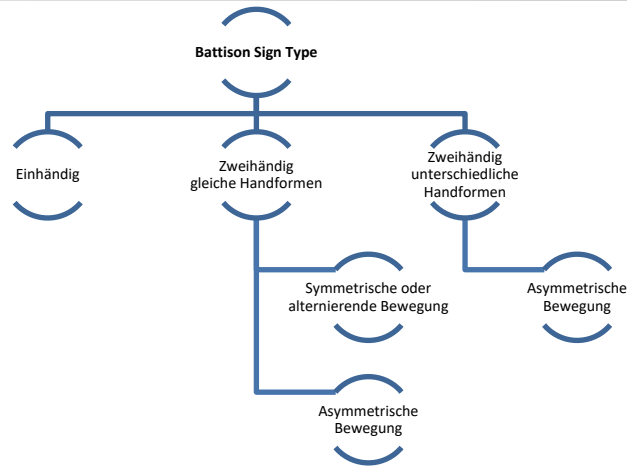 Battison Sign Type
Einhändig
Zweihändig
gleiche Handformen
Zweihändig
unterschiedliche
Handformen
Symmetrische oder
alternierende Bewegung
Asymmetrische
Bewegung
Asymmetrische
Bewegung